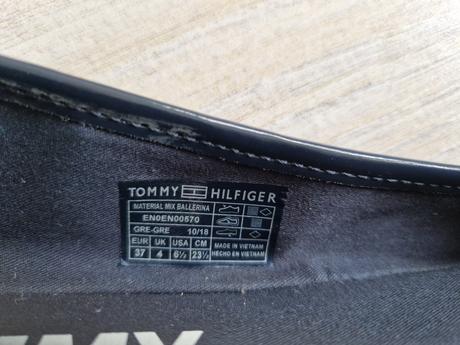 TOMMY HILFIGER
MATERIAL MIX BALLERINA
EN0EN00570
GRE-GRE 10/18
EUR UK USA CM MADE IN VIETNAM
37 4 6½ 23½ HECHO EN VIETNAM